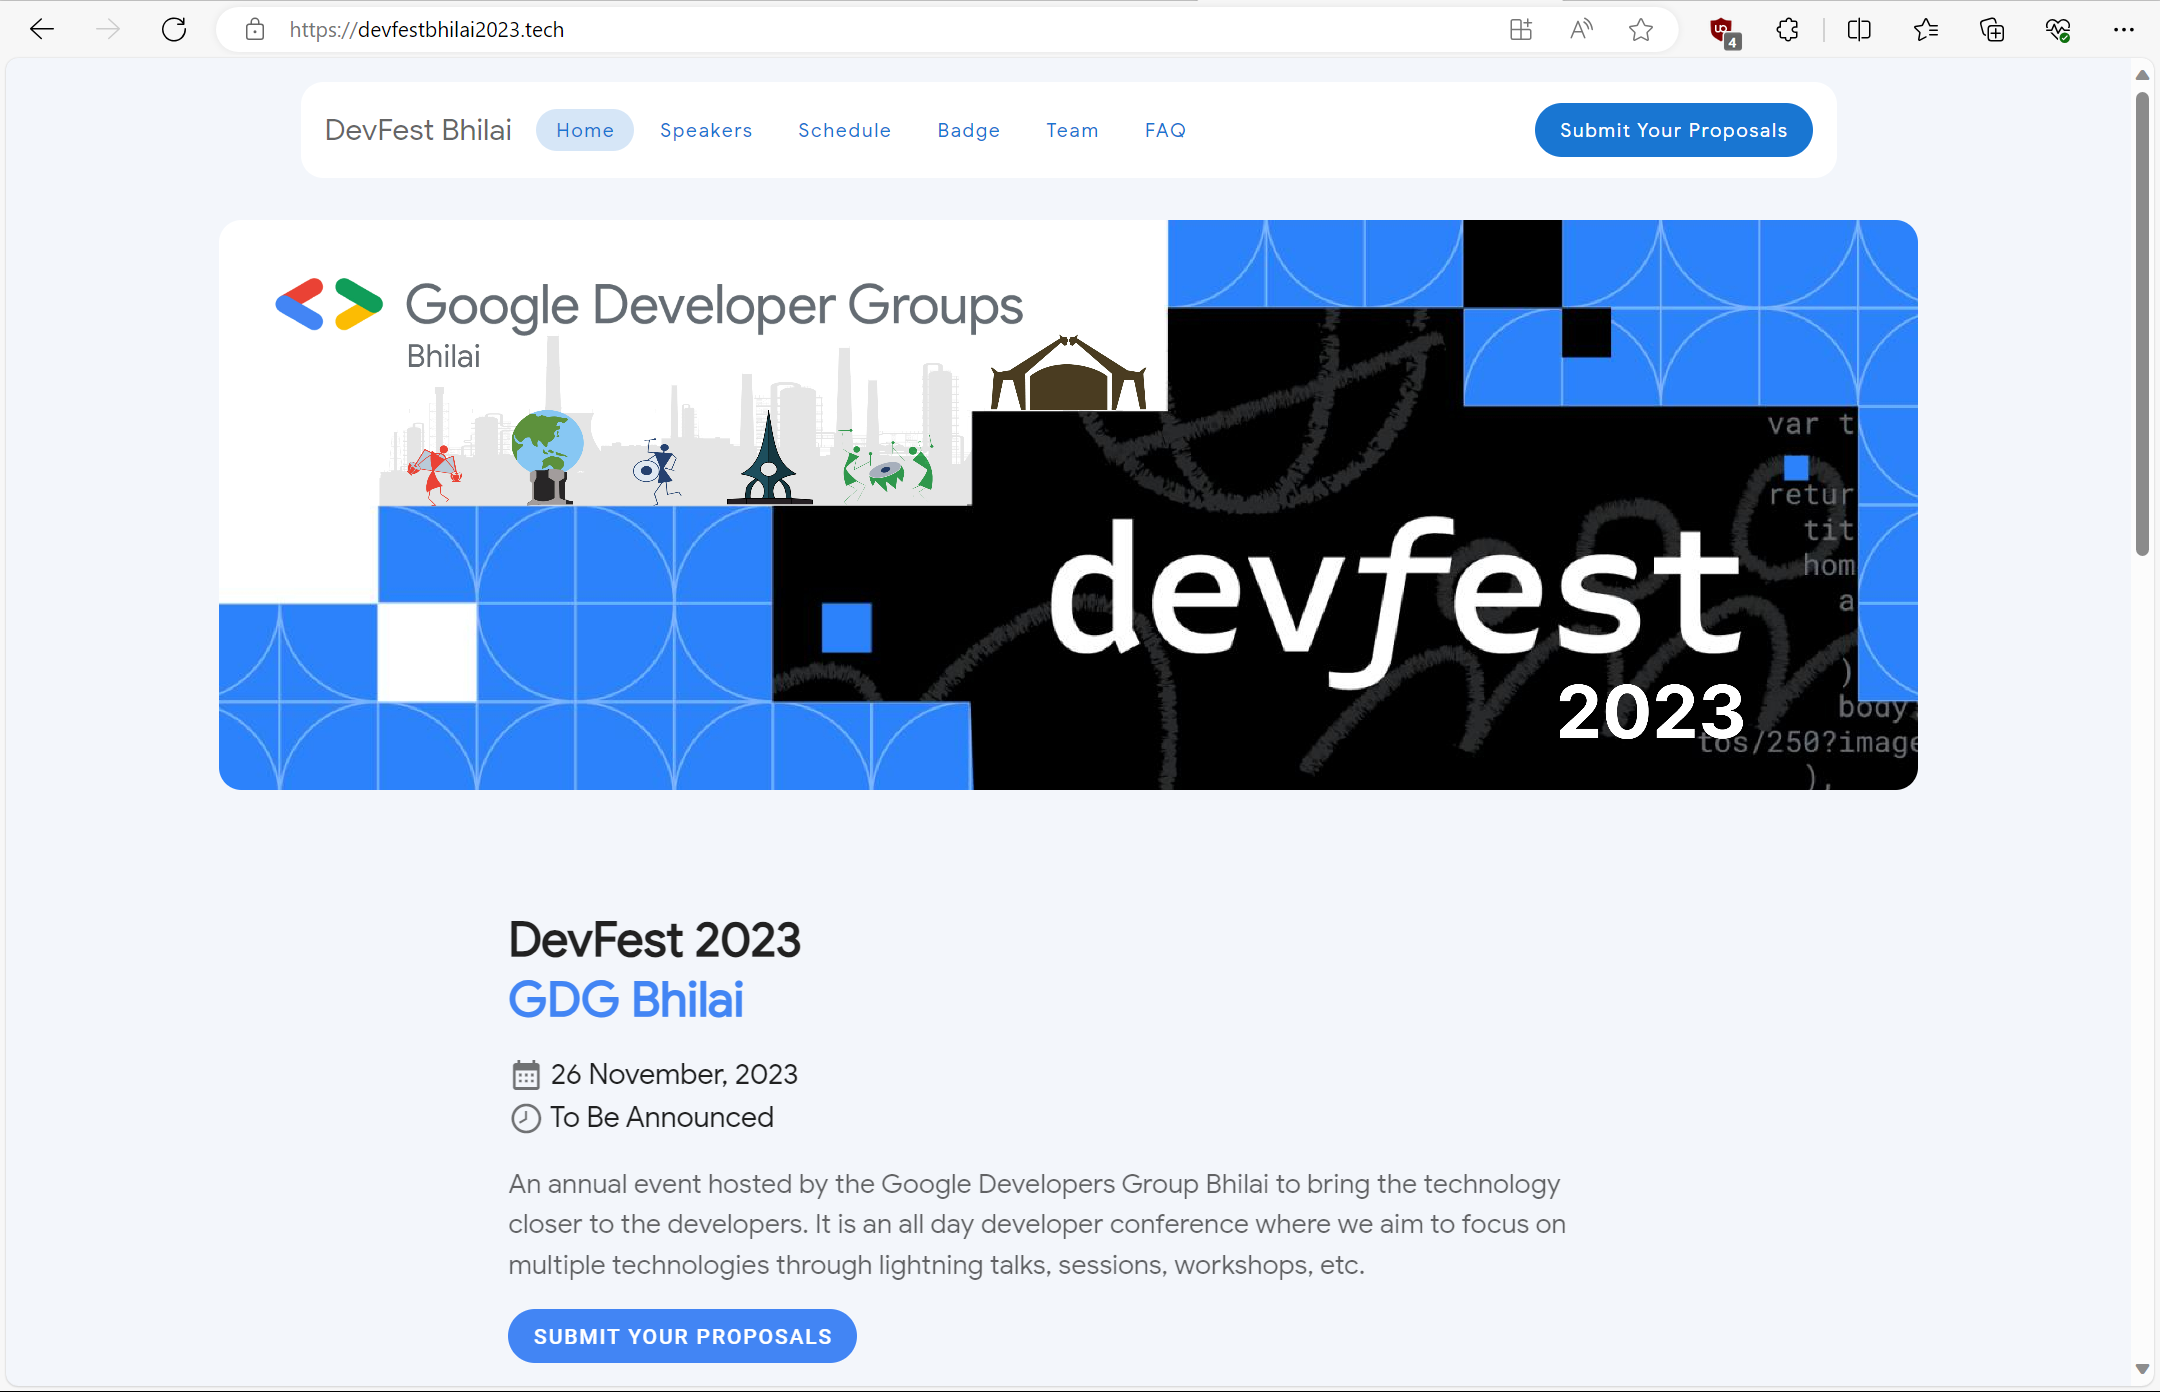 https://devfestbhilai2023.tech
4
DevFest Bhilai
Home
Speakers
Schedule
Badge
Team
FAQ
Submit Your Proposals
Google Developer Groups
Bhilai
var t
retur
tit
hom
a
)
body,
tos/250?image
),
devfest
2023
DevFest 2023
GDG Bhilai
26 November, 2023
To Be Announced
An annual event hosted by the Google Developers Group Bhilai to bring the technology
closer to the developers. It is an all day developer conference where we aim to focus on
multiple technologies through lightning talks, sessions, workshops, etc.
SUBMIT YOUR PROPOSALS